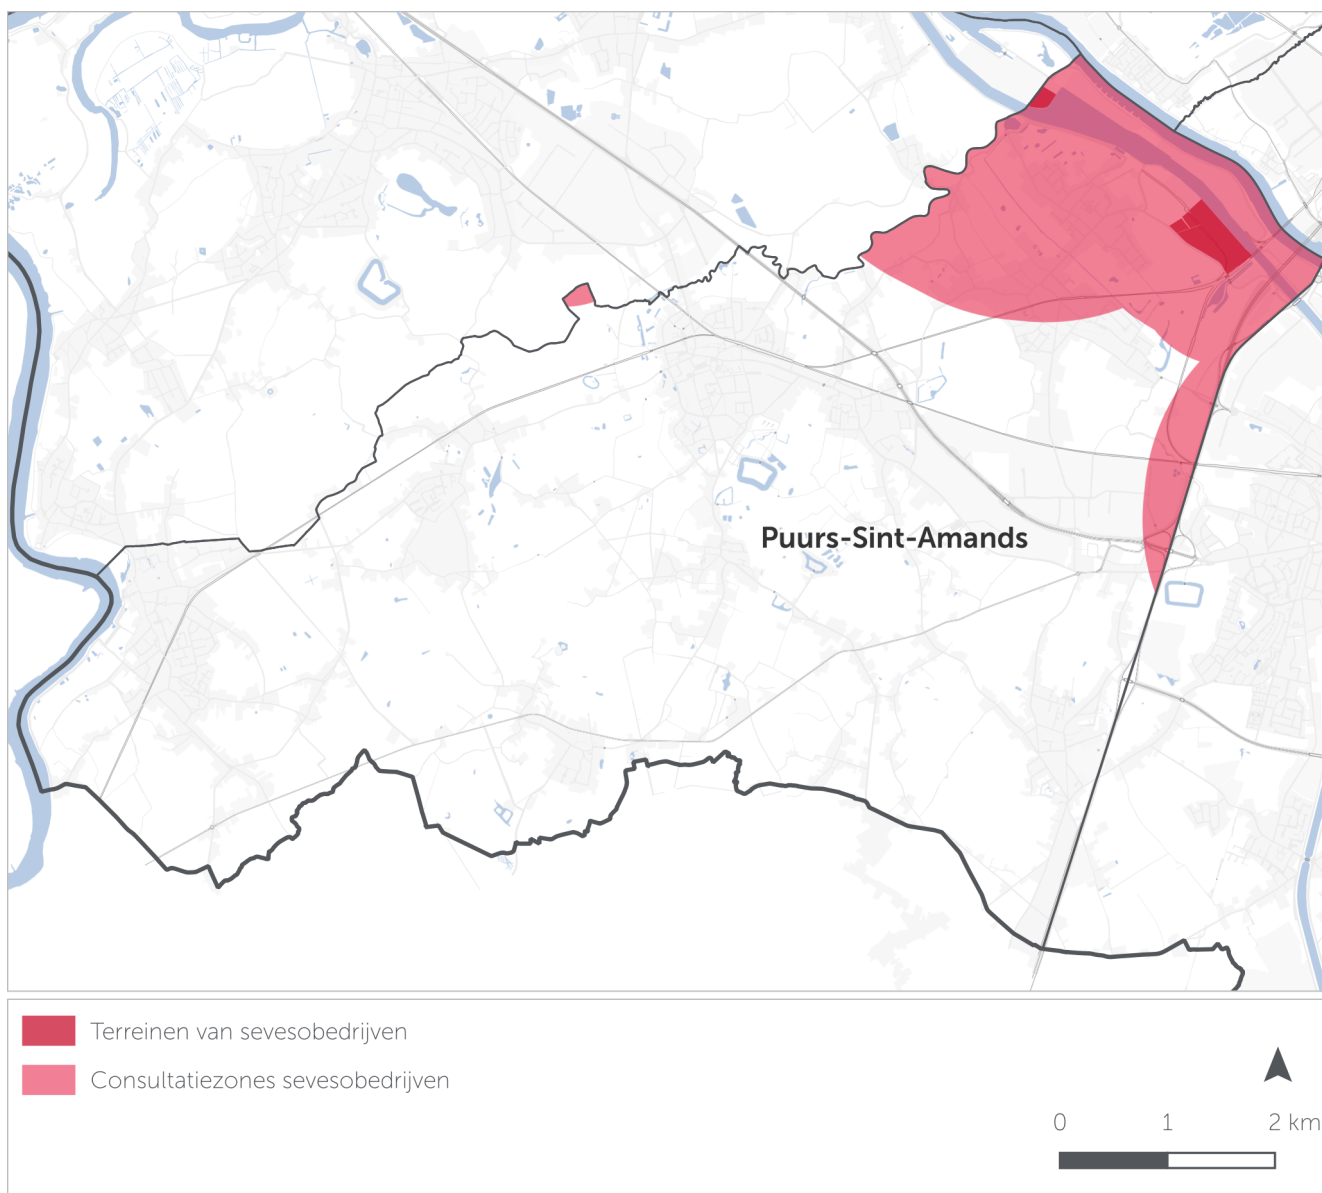 Puurs-Sint-Amands
Terreinen van sevesobedrijven
Consultatiezones sevesobedrijven
0 1 2 km